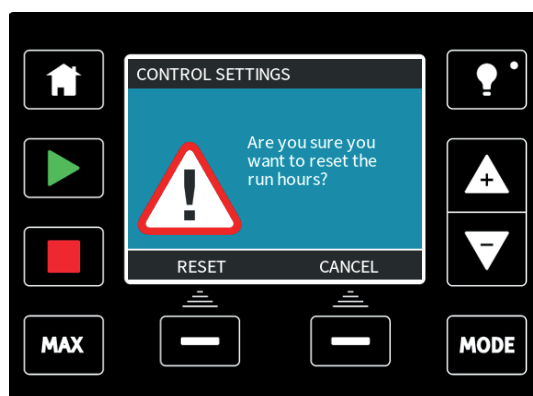 CONTROL SETTINGS
Are you sure you
want to reset the
run hours?
RESET CANCEL
MAX
MODE